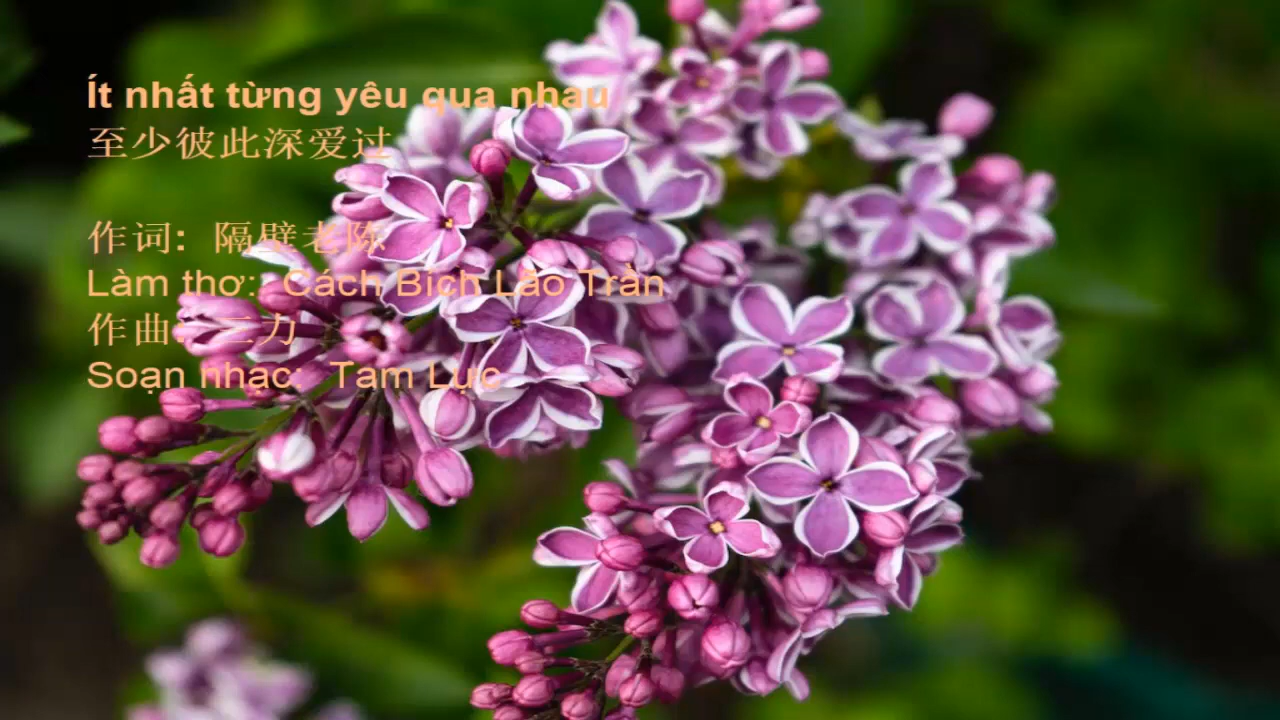 Ít nhất từng yêu qua nhau
至少彼此深爱过
作词: 隔壁老陈
Làm thơ:  Cách Bích Lão Trần
作曲: 三力
Soạn nhạc:  Tam Lực